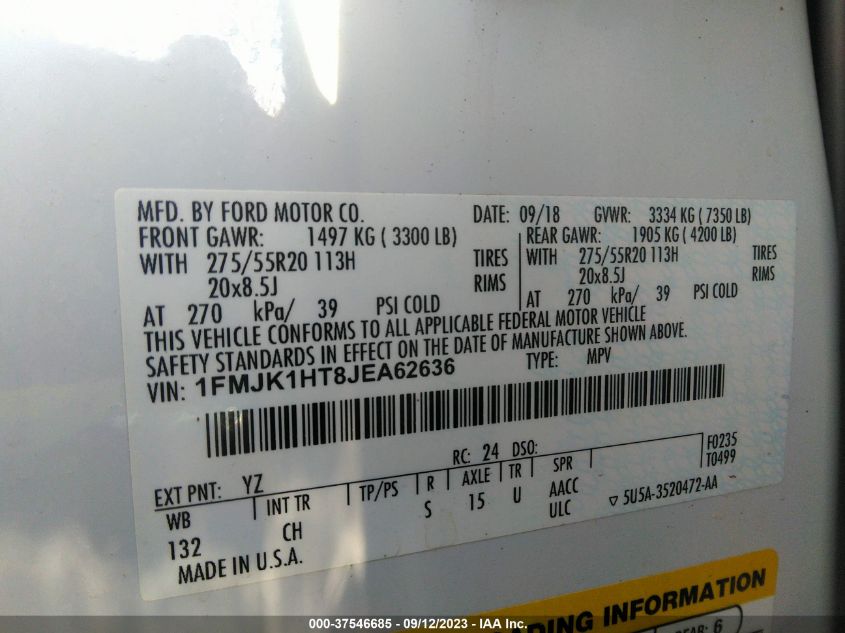 MFD. BY FORD MOTOR CO. DATE: 09/18 GVWR: 3334 KG ( 7350 LB)
FRONT GAWR: 1497 KG ( 3300 LB) REAR GAWR: 1905 KG ( 4200 LB)
WITH 275/55R20 113H TIRES WITH 275/55R20 113H TIRES
20x8.5J RIMS 20x8.5J RIMS
AT 270 kPa/ 39 PSI COLD AT 270 kPa/ 39 PSI COLD
THIS VEHICLE CONFORMS TO ALL APPLICABLE FEDERAL MOTOR VEHICLE
SAFETY STANDARDS IN EFFECT ON THE DATE OF MANUFACTURE SHOWN ABOVE.
VIN: 1FMJK1HT8JEA62636 TYPE: MPV
RC: 24 DSO: F0235
EXT PNT: YZ T0499
WB INT TR TP/PS R AXLE TR SPR
132 CH S 15 U AACC
ULC ▽ 5U5A-3520472-AA
MADE IN U.S.A.
ADING INFORMATION
EAR: 6
000-37546685 - 09/12/2023 - IAA Inc.